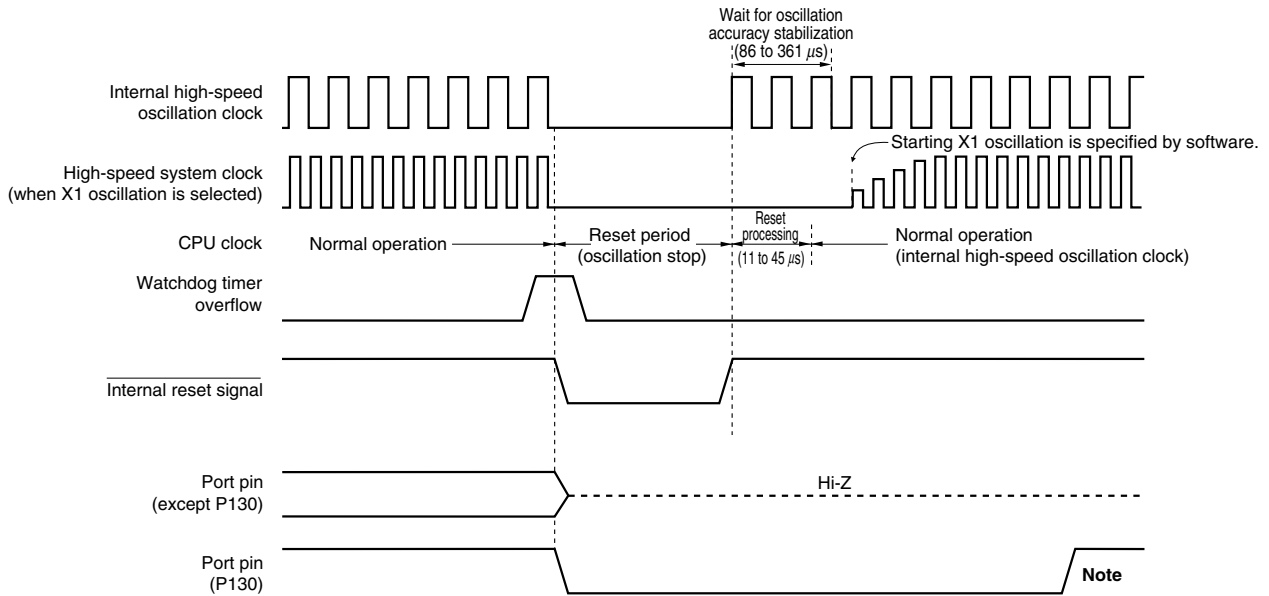 Wait for oscillation
accuracy stabilization
(86 to 361 μs)
Internal high-speed
oscillation clock
Starting X1 oscillation is specified by software.
High-speed system clock
(when X1 oscillation is selected)
CPU clock
Normal operation
Reset period
(oscillation stop)
Reset
processing
(11 to 45 μs)
Normal operation
(internal high-speed oscillation clock)
Watchdog timer
overflow
Internal reset signal
Port pin
(except P130)
Hi-Z
Port pin
(P130)
Note